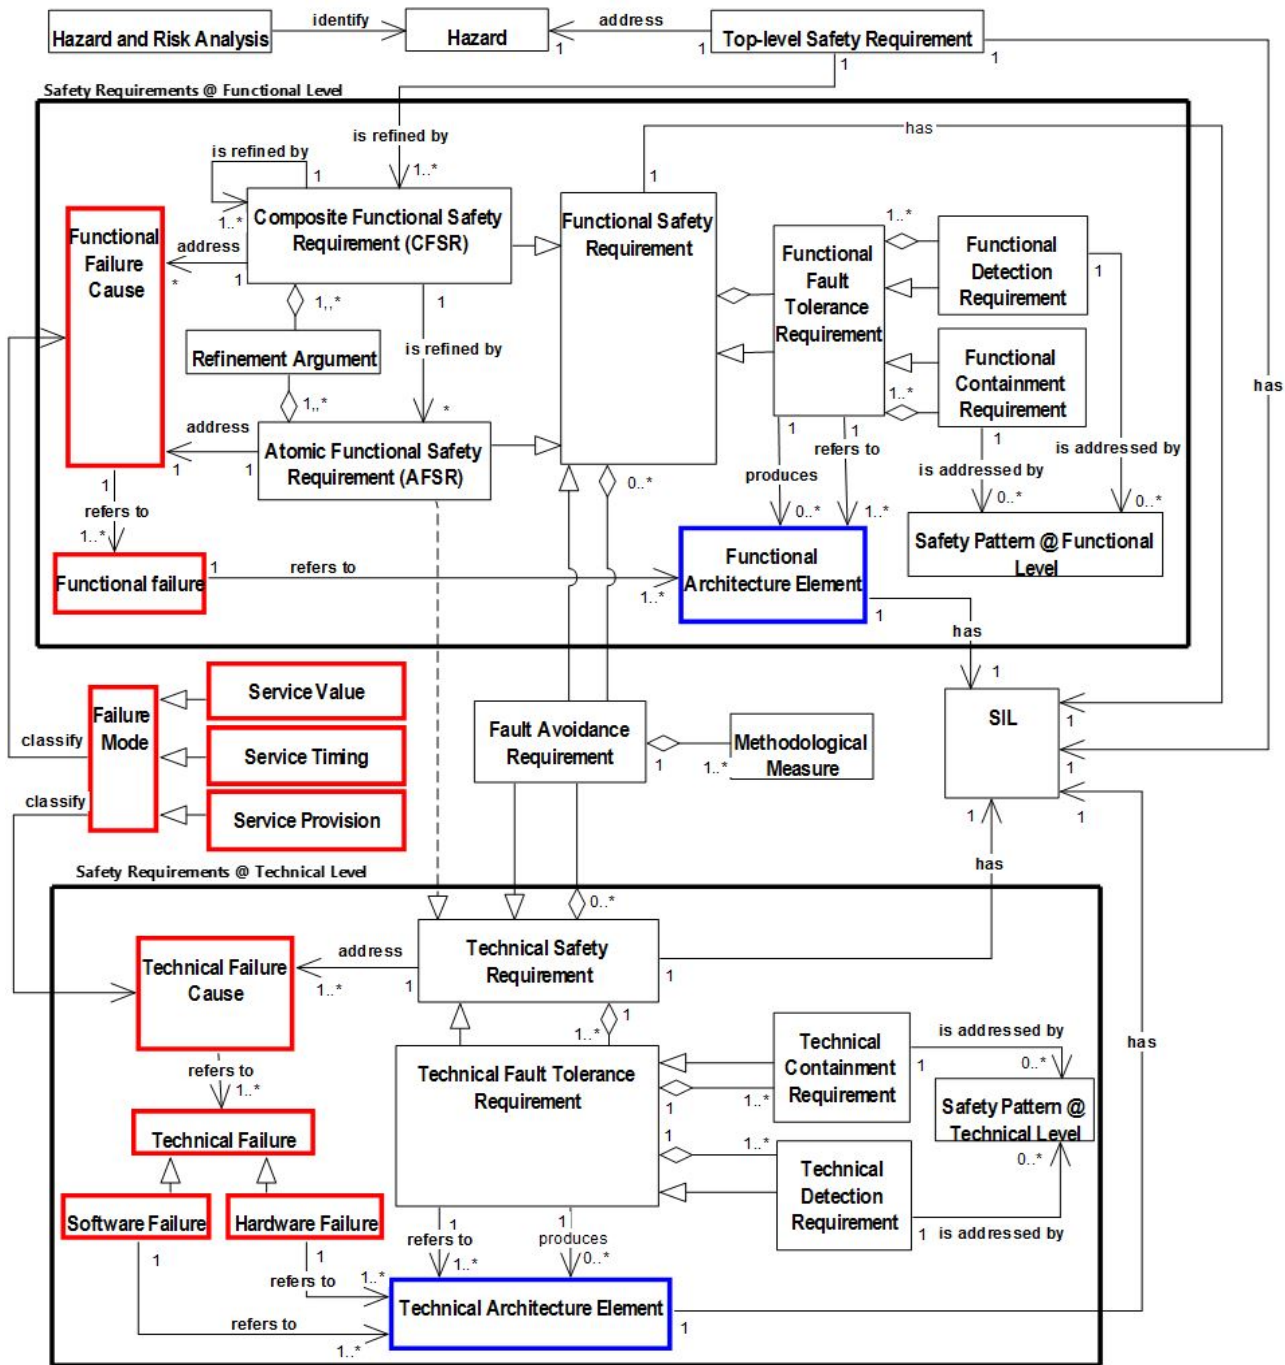 identify
address
Hazard and Risk Analysis
Hazard
1
1
Top-level Safety Requirement
1
1
Safety Requirements @ Functional Level
is refined by
has
is refined by
1
1..*
1
1..*
Composite Functional Safety
Requirement (CFSR)
Functional Safety
Requirement
1..*
Functional
Failure
Cause
address
*
1
Functional
Fault
Tolerance
Requirement
Functional
Detection
Requirement
1
1,,*
1
Refinement Argument
is refined by
Functional
Containment
Requirement
1..*
has
1,,*
*
address
1
1
Atomic Functional Safety
Requirement (AFSR)
0..*
1
1
1
refers to
produces
is addressed by
is addressed by
1
refers to
1..*
0..*
1..*
0..*
0..*
Safety Pattern @ Functional
Level
Functional failure
1
refers to
1..*
Functional
Architecture Element
1
has
1
Service Value
Failure
Mode
SIL
1
classify
Service Timing
Fault Avoidance
Requirement
1
1..*
Methodological
Measure
1
classify
Service Provision
1
1
has
Safety Requirements @ Technical Level
0..*
address
Technical Safety
Requirement
1
1..*
1
Technical Failure
Cause
1
1..*
is addressed by
has
refers to
1..*
Technical Fault Tolerance
Requirement
Technical
Containment
Requirement
1
0..*
1
1..*
Safety Pattern @
Technical Level
Technical Failure
1
1..*
0..*
Technical
Detection
Requirement
Software Failure
Hardware Failure
1
1
1
is addressed by
refers to
produces
1
1
1..*
0..*
refers to
1..*
Technical Architecture Element
1
refers to
1..*